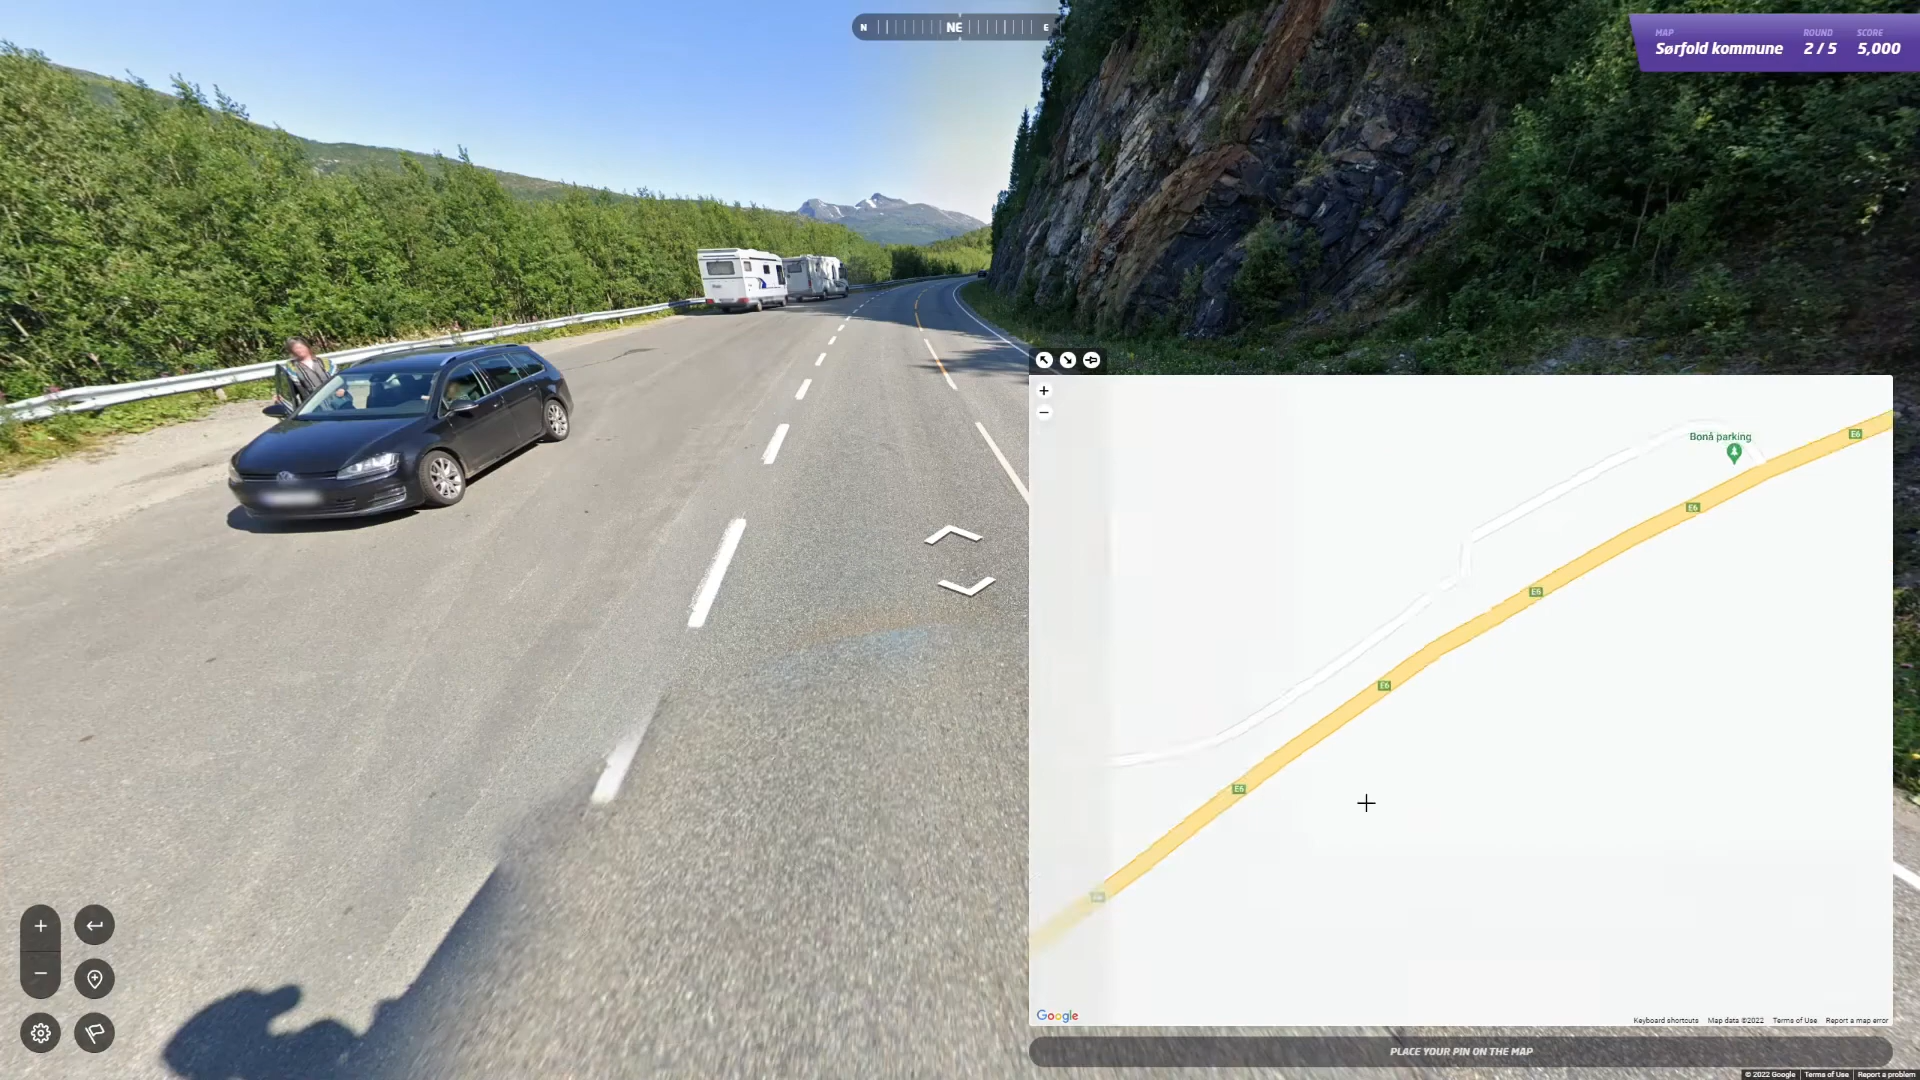 N NE E
MAP ROUND SCORE
Sørfold kommune 2 / 5 5,000
Bonå parking
E6
E6
E6
E6
E6
Google
Keyboard shortcuts Map data ©2022 Terms of Use Report a map error
PLACE YOUR PIN ON THE MAP
© 2022 Google Terms of Use Report a problem